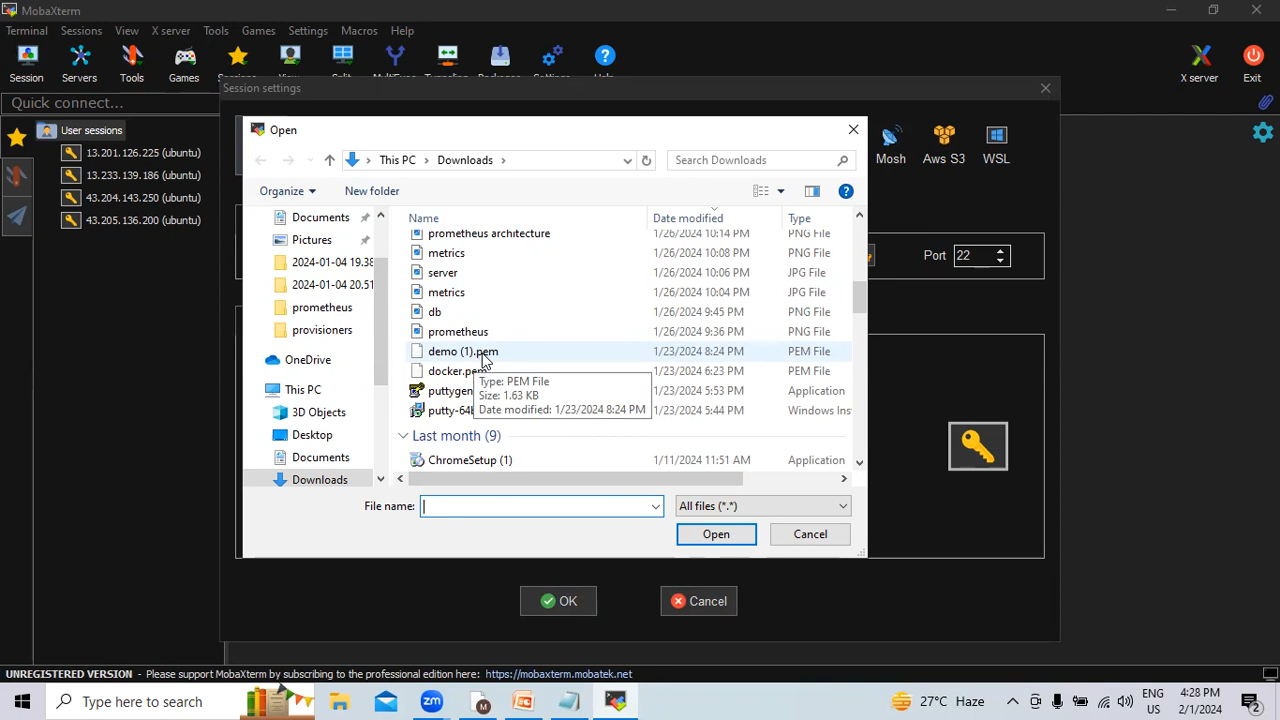 MobaXterm
Terminal Sessions View X server Tools Games Settings Macros Help
Session Servers Tools Games View Split X server Exit
Quick connect...
User sessions
13.201.126.225 (ubuntu)
13.233.139.186 (ubuntu)
43.204.143.250 (ubuntu)
43.205.136.200 (ubuntu)
Session settings
Mosh Aws S3 WSL
Port 22
Open
This PC Downloads
Search Downloads
Organize New folder
Documents
Pictures
2024-01-04 19.38
2024-01-04 20.51
prometheus
provisioners
OneDrive
This PC
3D Objects
Desktop
Documents
Downloads
Name Date modified Type
prometheus architecture 1/26/2024 10:14 PM PNG File
metrics 1/26/2024 10:08 PM PNG File
server 1/26/2024 10:06 PM JPG File
metrics 1/26/2024 10:04 PM JPG File
db 1/26/2024 9:45 PM PNG File
prometheus 1/26/2024 9:36 PM PNG File
demo (1).pem 1/23/2024 8:24 PM PEM File
docker.pem 1/23/2024 6:23 PM PEM File
puttygen 1/23/2024 5:53 PM Application
putty-64b 1/23/2024 5:44 PM Windows Ins
Type: PEM File
Size: 1.63 KB
Date modified: 1/23/2024 8:24 PM
Last month (9)
ChromeSetup (1) 1/11/2024 11:51 AM Application
File name: All files (*.*)
Open Cancel
OK Cancel
UNREGISTERED VERSION - Please support MobaXterm by subscribing to the professional edition here: https://mobaxterm.mobatek.net
Type here to search
zm
M
27°C Haze
ENG
IN
4:28 PM
2/1/2024
2